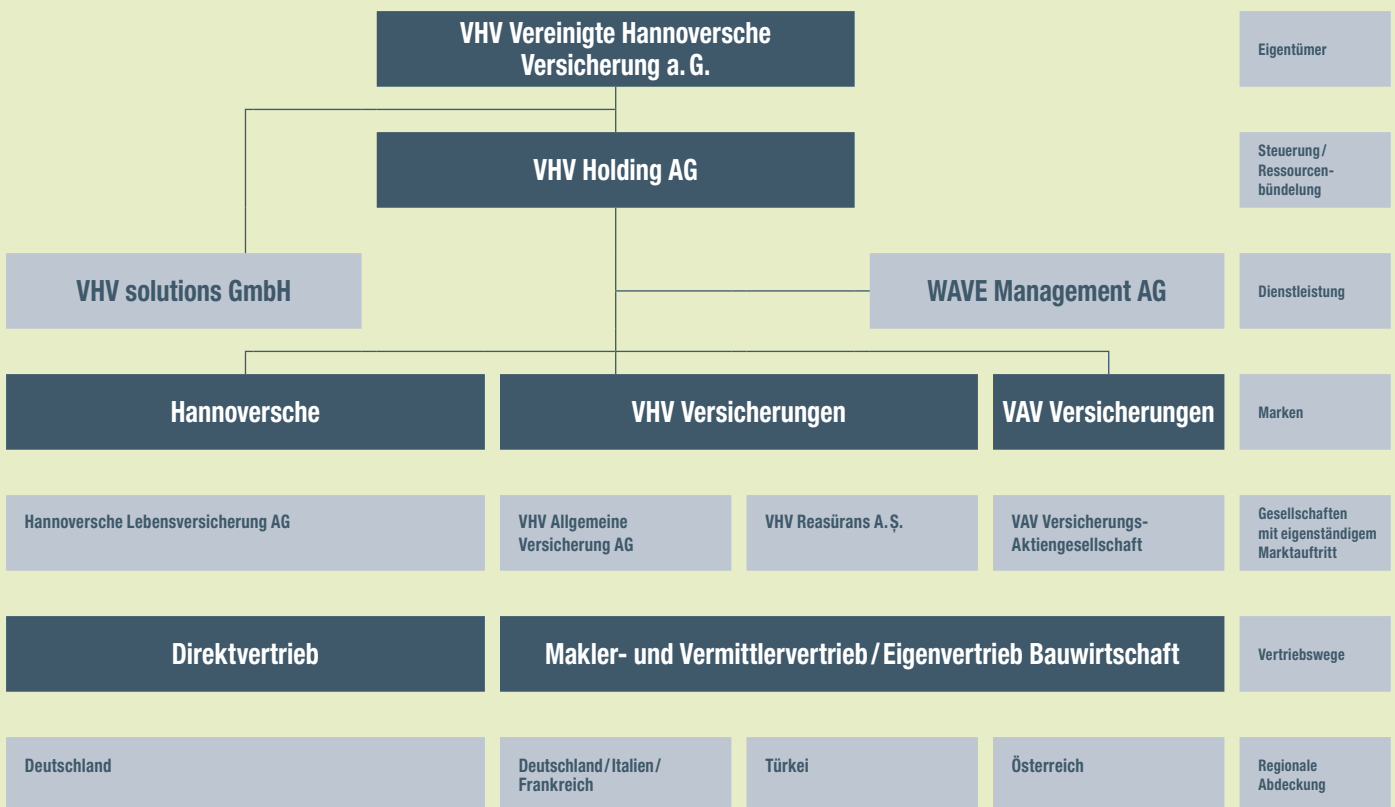 VHV Vereinigte Hannoversche
Versicherung a. G.
Eigentümer
VHV Holding AG
Steuerung /
Ressourcen-
bündelung
VHV solutions GmbH
WAVE Management AG
Dienstleistung
Hannoversche
VHV Versicherungen
VAV Versicherungen
Marken
Hannoversche Lebensversicherung AG
VHV Allgemeine
Versicherung AG
VHV Reasürans A. Ş.
VAV Versicherungs-
Aktiengesellschaft
Gesellschaften
mit eigenständigem
Marktauftritt
Direktvertrieb
Makler- und Vermittlervertrieb / Eigenvertrieb Bauwirtschaft
Vertriebswege
Deutschland
Deutschland / Italien /
Frankreich
Türkei
Österreich
Regionale
Abdeckung